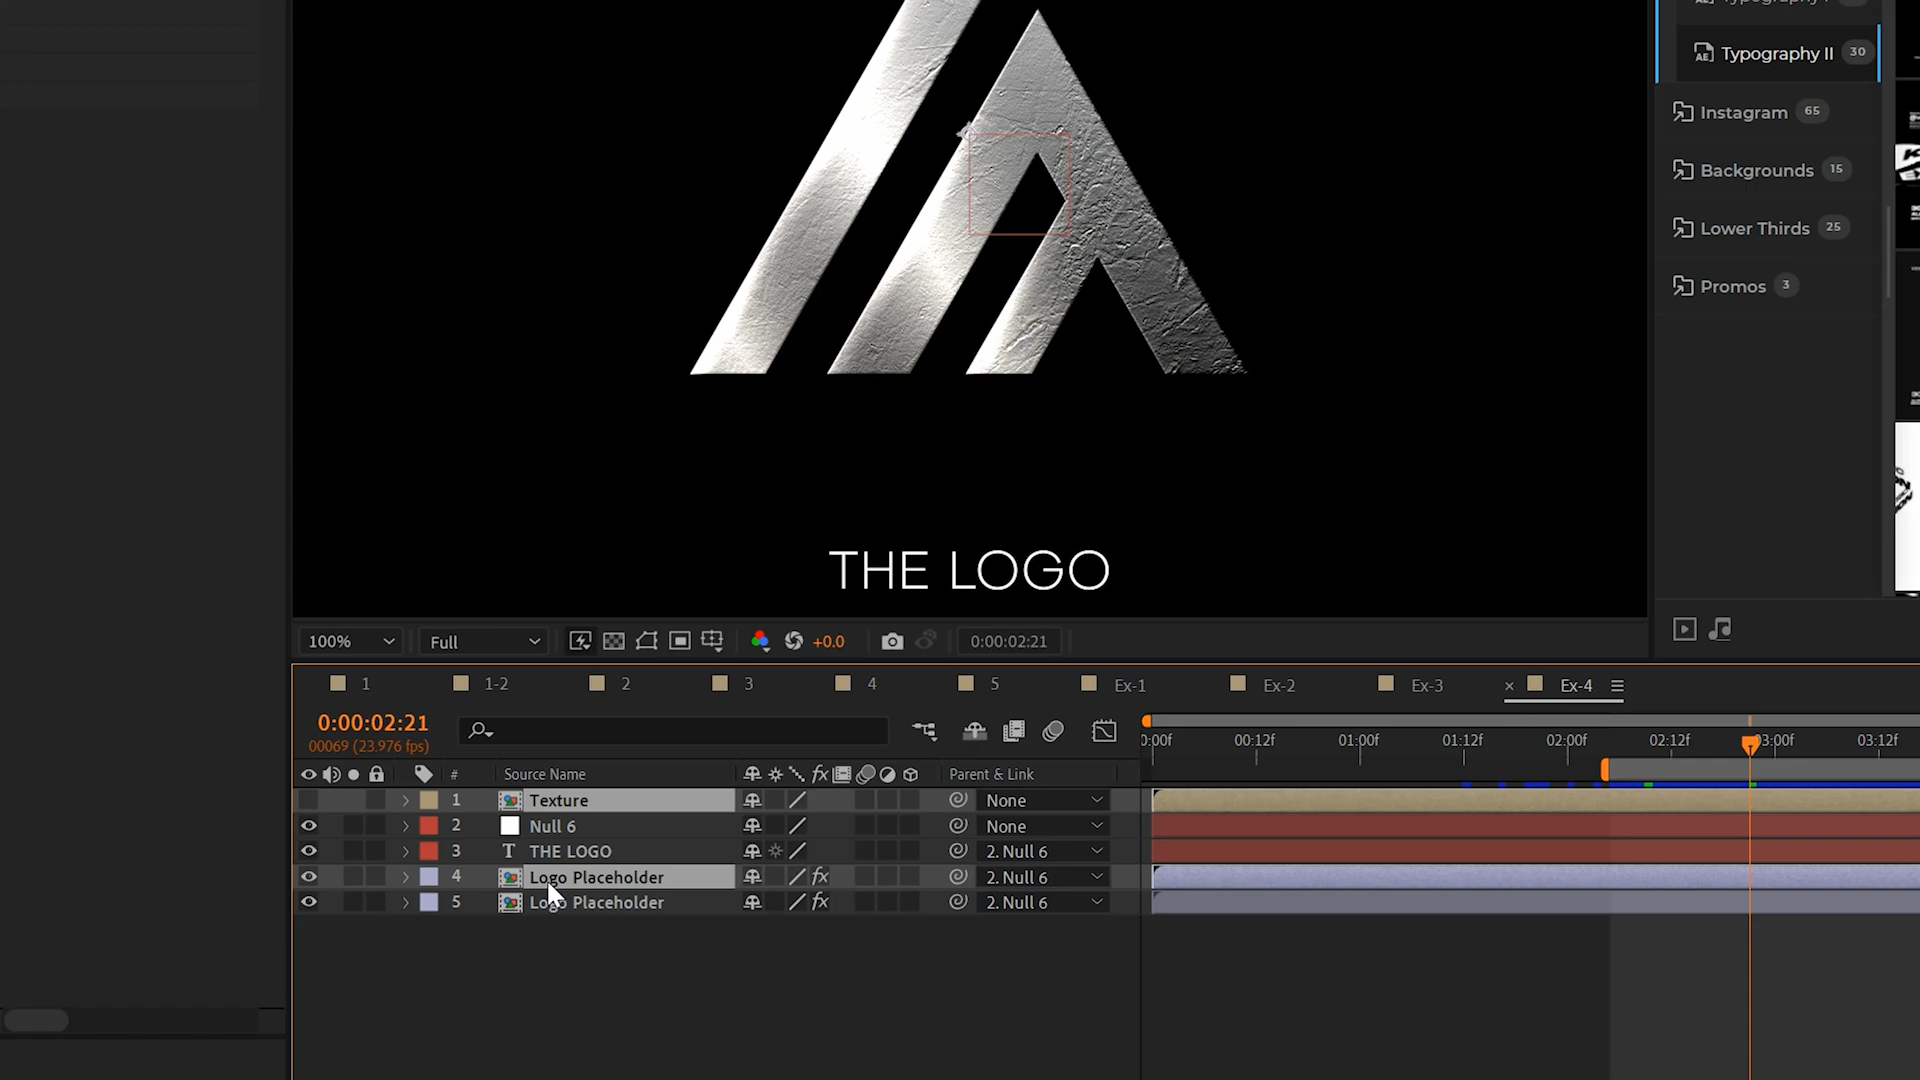 Typography II 30
Instagram 65
Backgrounds 15
Lower Thirds 25
Promos 3
THE LOGO
100% Full +0.0 0:00:02:21
1 1-2 2 3 4 5 Ex-1 Ex-2 Ex-3 × Ex-4
0:00:02:21
00069 (23.976 fps)
0:00f 00:12f 01:00f 01:12f 02:00f 02:12f 03:00f 03:12f
# Source Name fx Parent & Link
1 Texture None
2 Null 6 None
3 T THE LOGO 2. Null 6
4 Logo Placeholder fx 2. Null 6
5 Logo Placeholder fx 2. Null 6